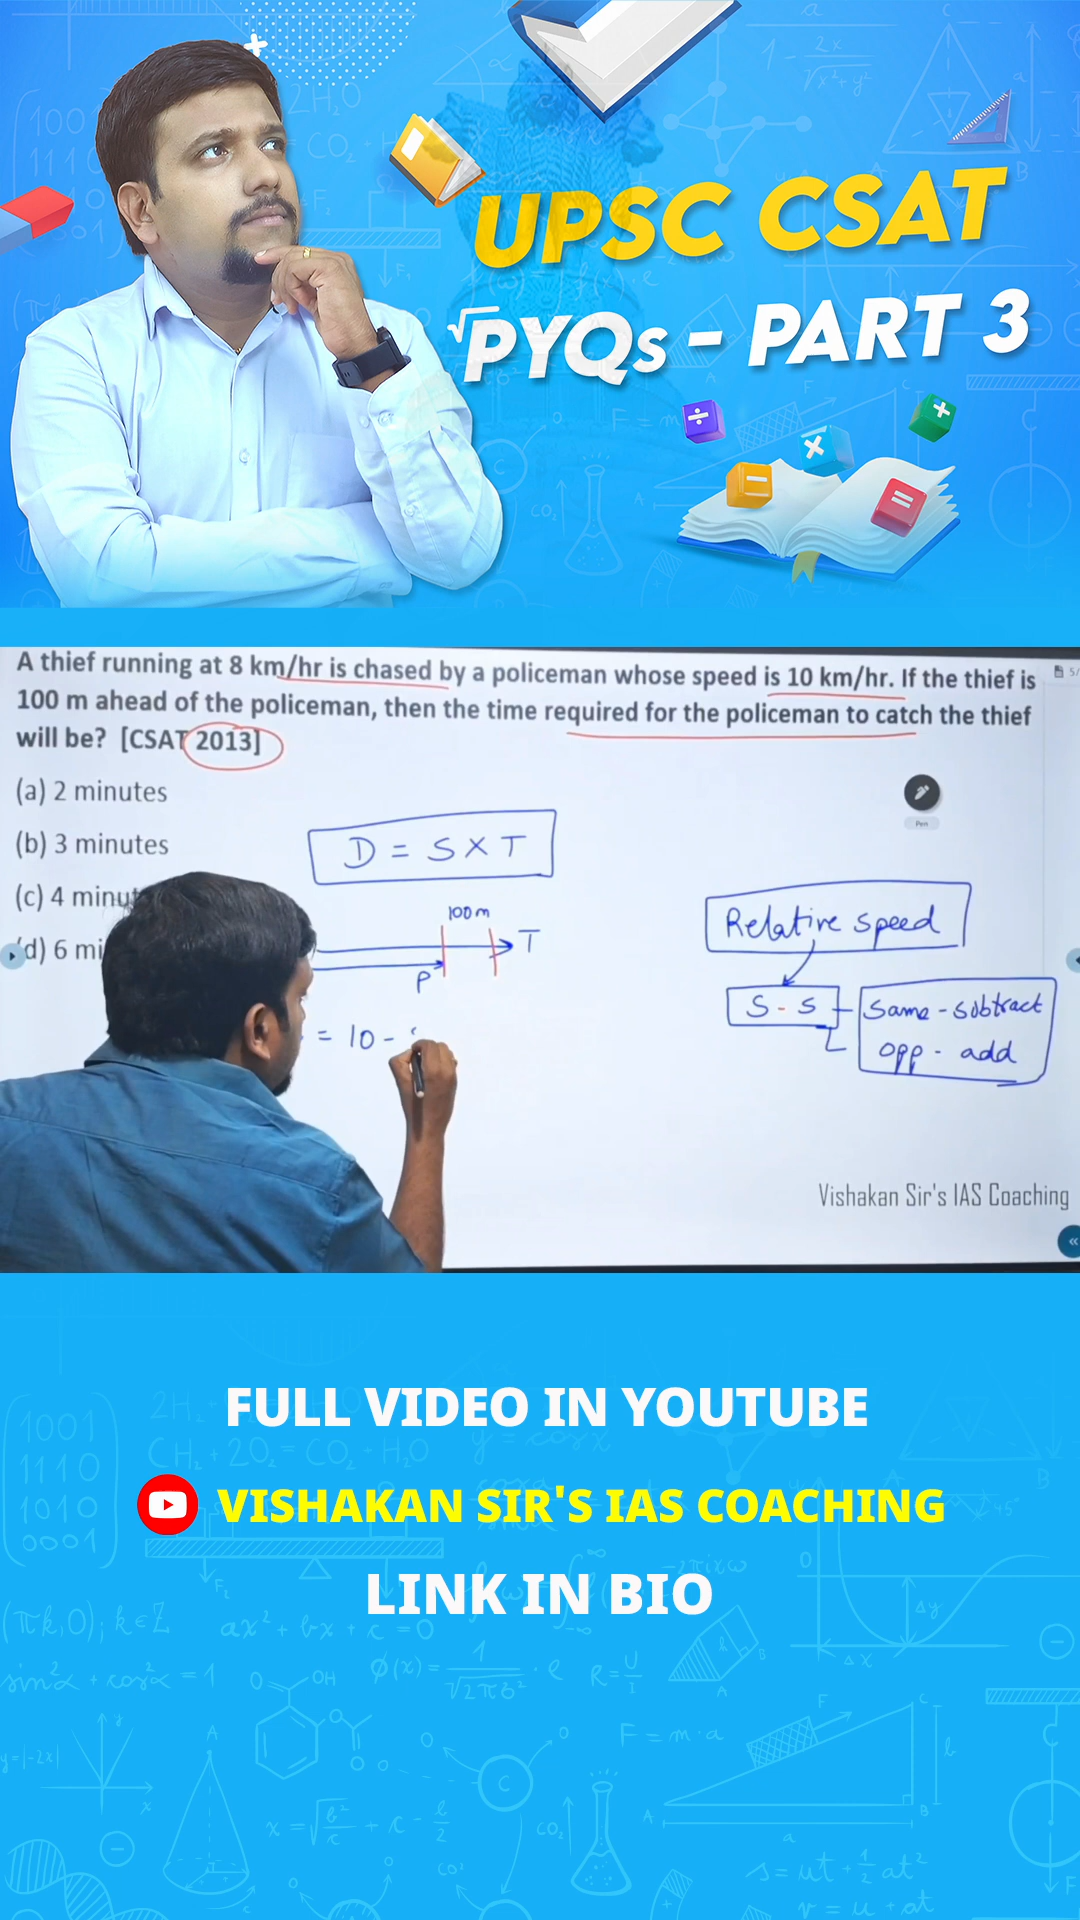 UPSC CSAT
PYQs - PART 3
A thief running at 8 km/hr is chased by a policeman whose speed is 10 km/hr. If the thief is
100 m ahead of the policeman, then the time required for the policeman to catch the thief
will be? [CSAT 2013]
(a) 2 minutes
(b) 3 minutes
(c) 4
(d) 6
Pen
D = S X T
100m
T
P
= 10 -
Relative speed
S - S
Same - subtract
opp - add
Vishakan Sir's IAS Coaching
FULL VIDEO IN YOUTUBE
VISHAKAN SIR'S IAS COACHING
LINK IN BIO